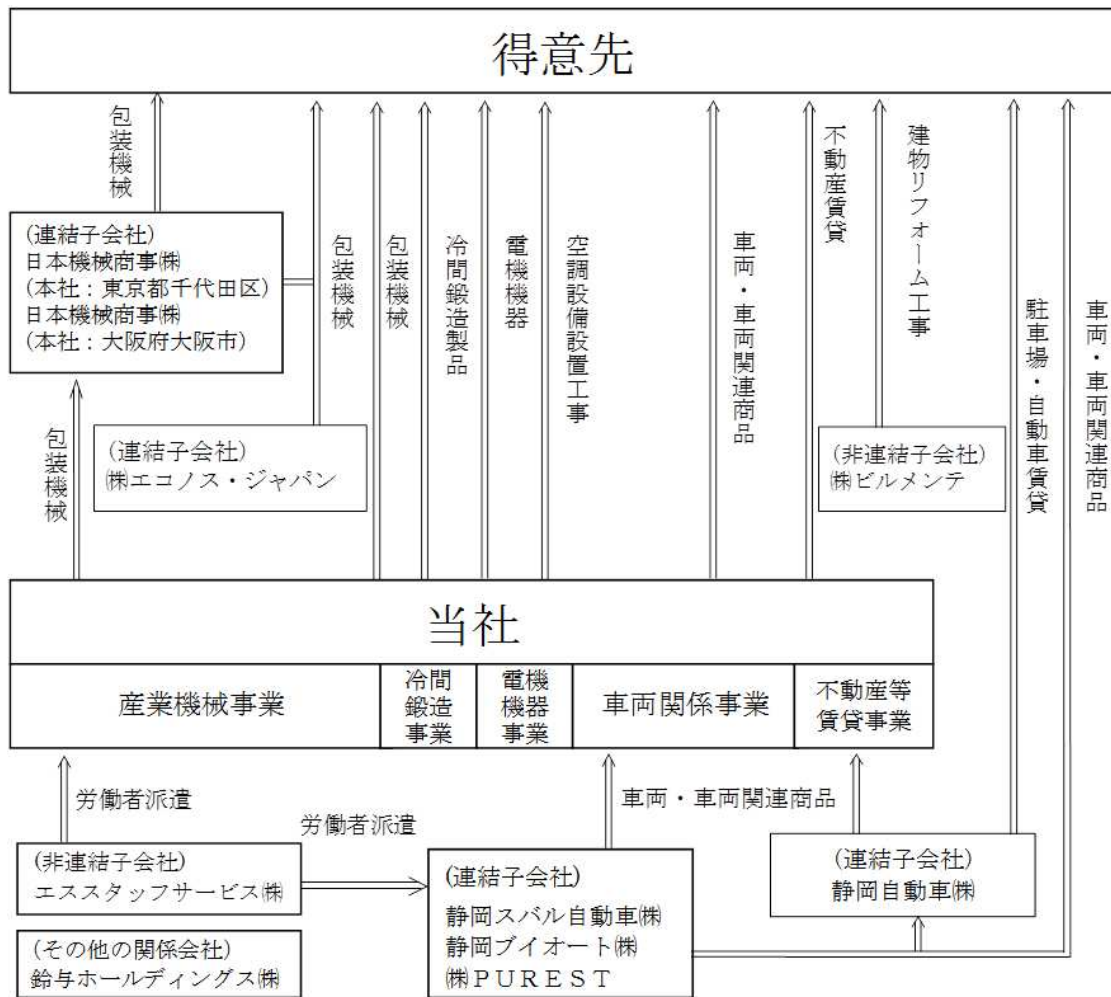 得意先
包装機械
包装機械
包装機械
冷間鍛造製品
電機機器
空調設備設置工事
車両・車両関連商品
不動産賃貸
建物リフォーム工事
駐車場・自動車賃貸
車両・車両関連商品
(連結子会社)
日本機械商事㈱
(本社：東京都千代田区)
日本機械商事㈱
(本社：大阪府大阪市)
包装機械
(連結子会社)
㈱エコノス・ジャパン
(非連結子会社)
㈱ビルメンテ
当社
産業機械事業
冷間
鍛造
事業
電機
機器
事業
車両関係事業
不動産等
賃貸事業
労働者派遣
労働者派遣
車両・車両関連商品
(非連結子会社)
エススタッフサービス㈱
(連結子会社)
静岡スバル自動車㈱
静岡ブイオート㈱
㈱ＰＵＲＥＳＴ
(連結子会社)
静岡自動車㈱
(その他の関係会社)
鈴与ホールディングス㈱